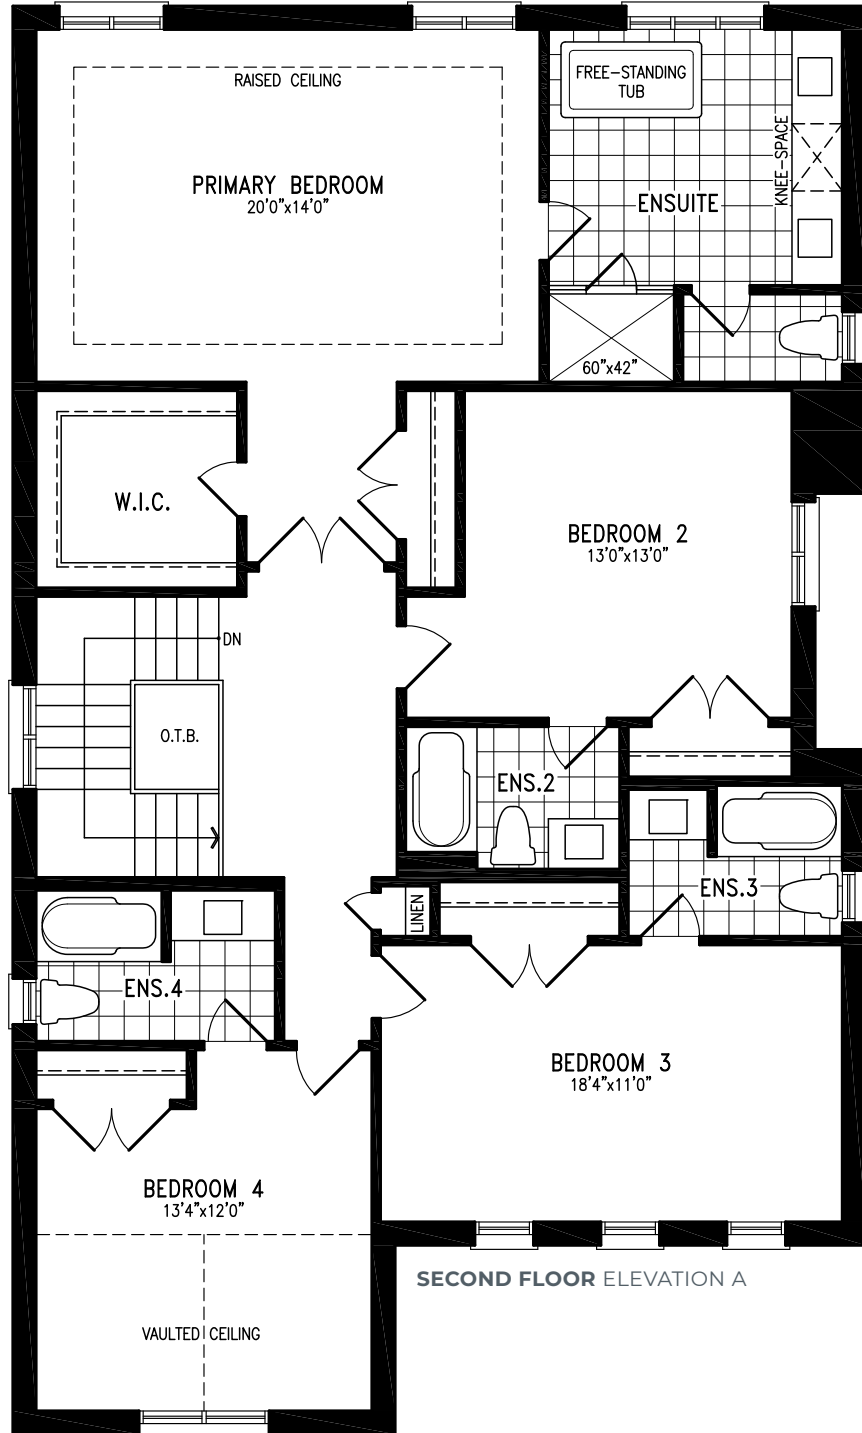 RAISED CEILING
PRIMARY BEDROOM
20'0"x14'0"
FREE-STANDING
TUB
KNEE-SPACE
ENSUITE
60"x42"
W.I.C.
BEDROOM 2
13'0"x13'0"
DN
O.T.B.
ENS.2
ENS.3
LINEN
ENS.4
BEDROOM 3
18'4"x11'0"
BEDROOM 4
13'4"x12'0"
SECOND FLOOR ELEVATION A
VAULTED CEILING